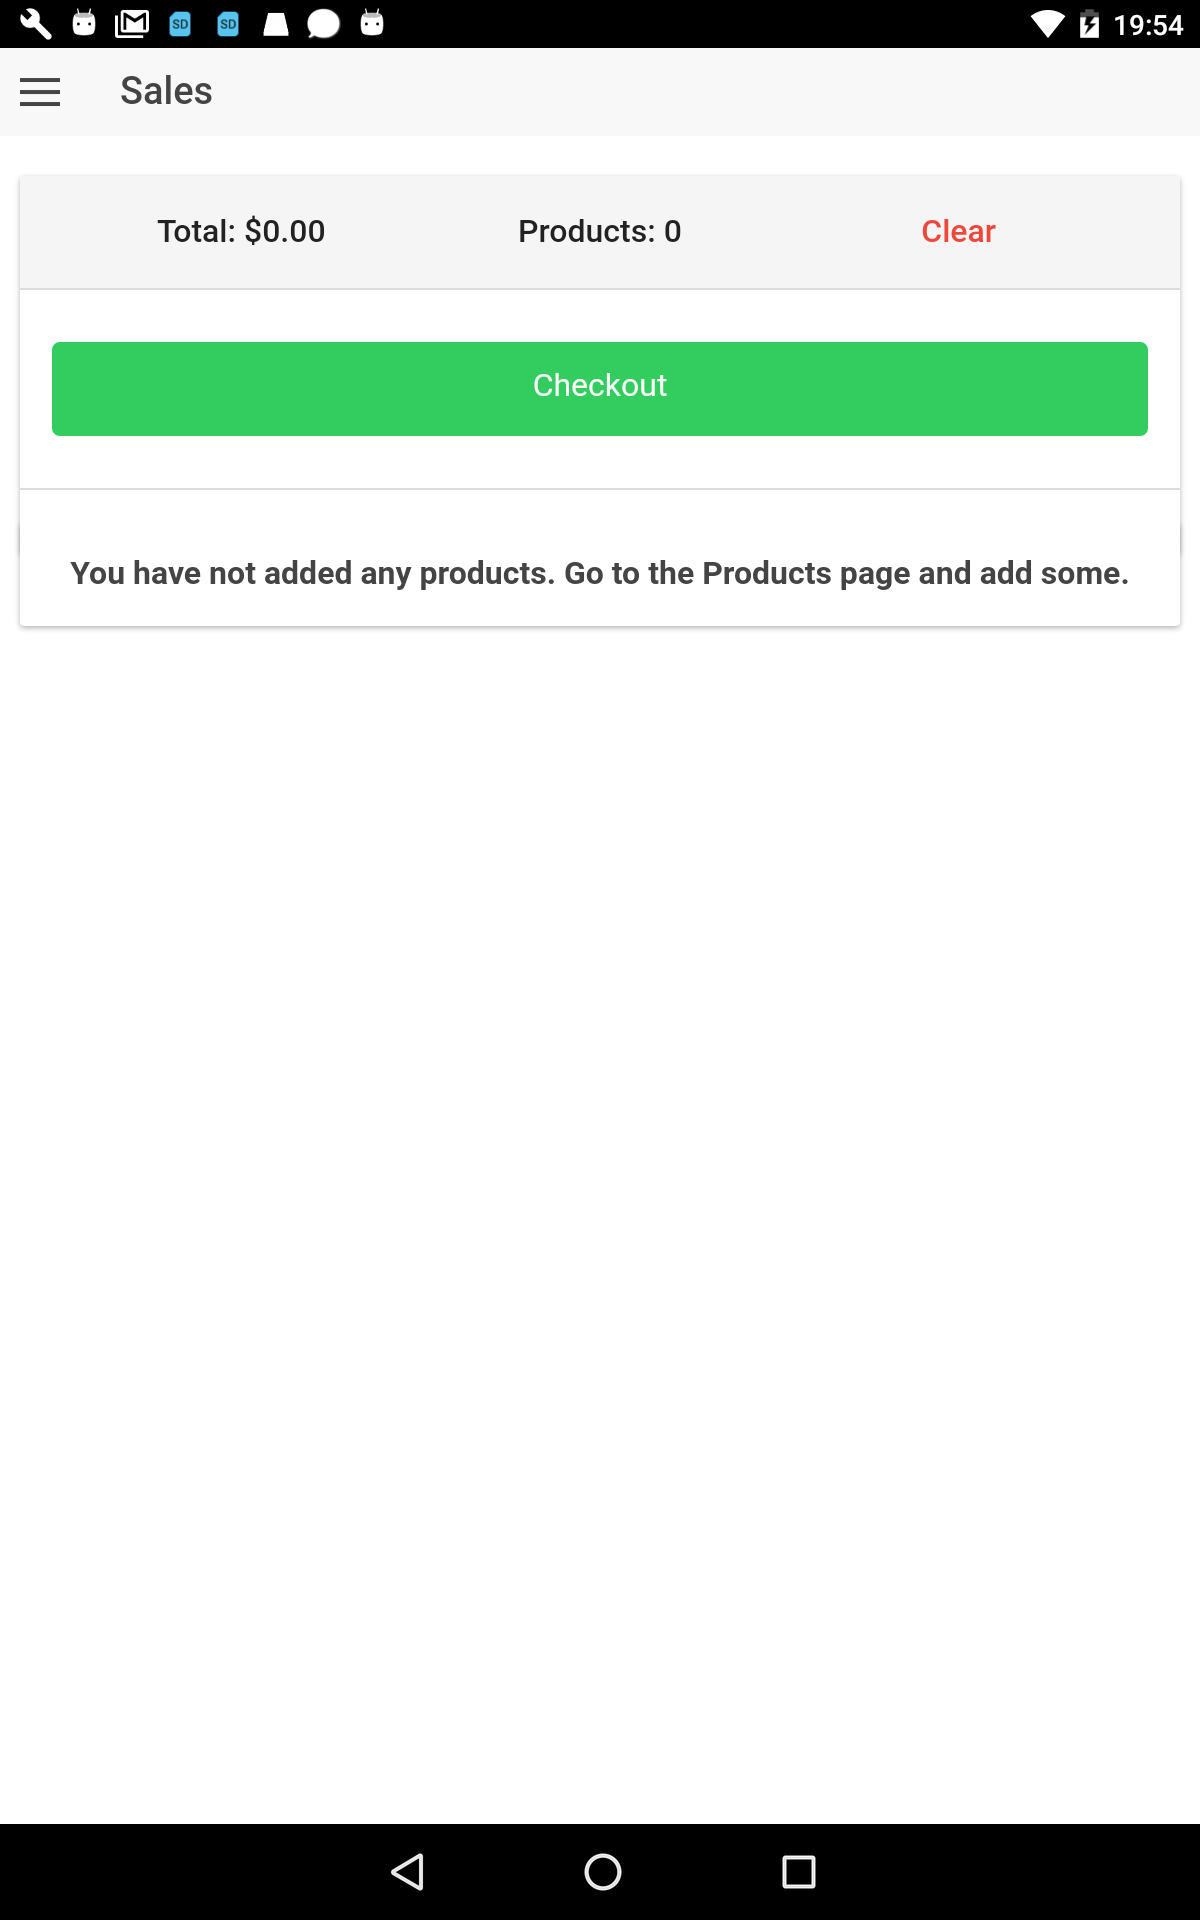 SD SD 19:54
Sales
Total: $0.00 Products: 0 Clear
Checkout
You have not added any products. Go to the Products page and add some.